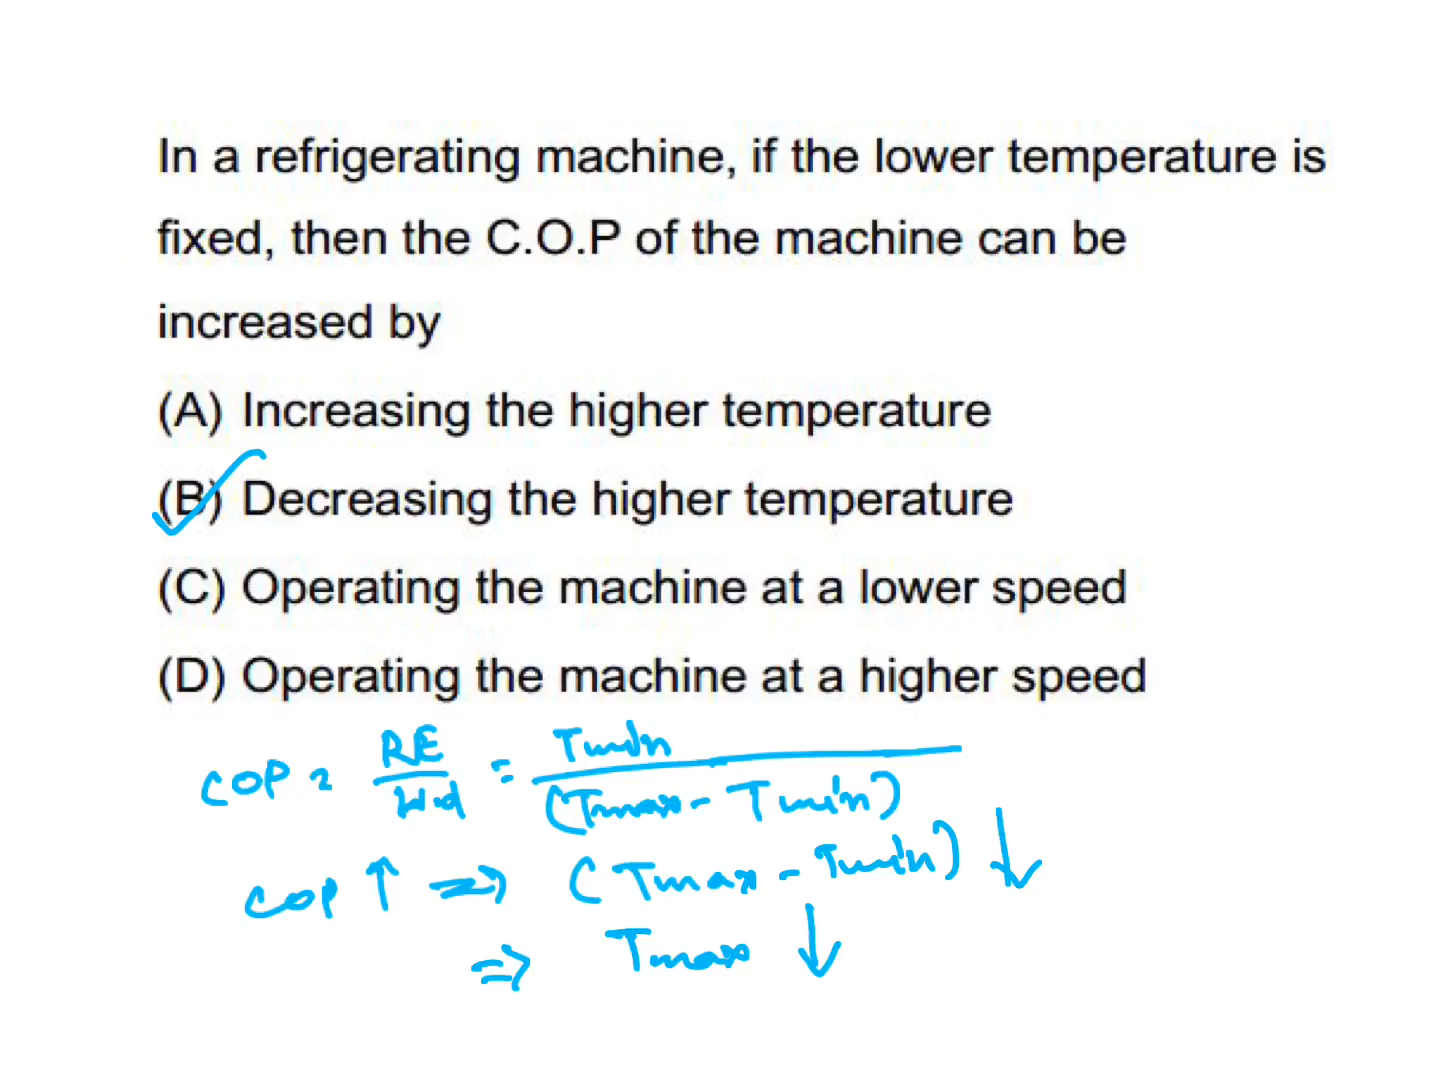 In a refrigerating machine, if the lower temperature is
fixed, then the C.O.P of the machine can be
increased by
(A) Increasing the higher temperature
(B) Decreasing the higher temperature
(C) Operating the machine at a lower speed
(D) Operating the machine at a higher speed
COP = RE / W.d = Tmin / (Tmax - Tmin)
COP ↑ ⇒ (Tmax - Tmin) ↓
⇒ Tmax ↓